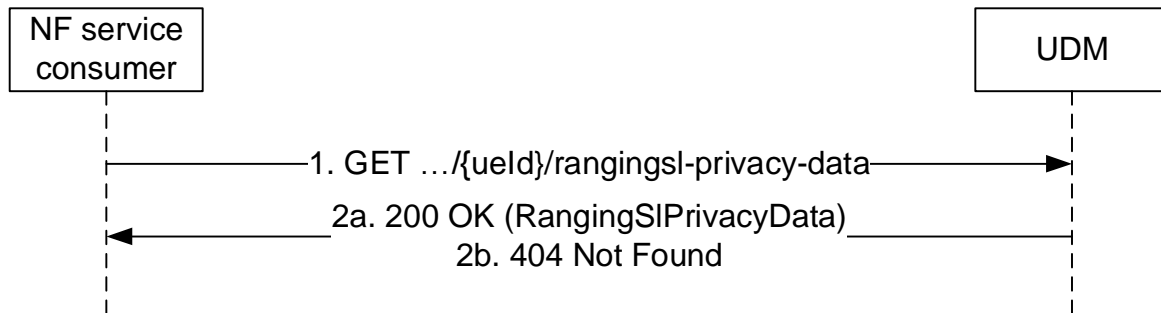 NF service
consumer
UDM
1. GET …/{ueId}/rangingsl-privacy-data
2a. 200 OK (RangingSlPrivacyData)
2b. 404 Not Found